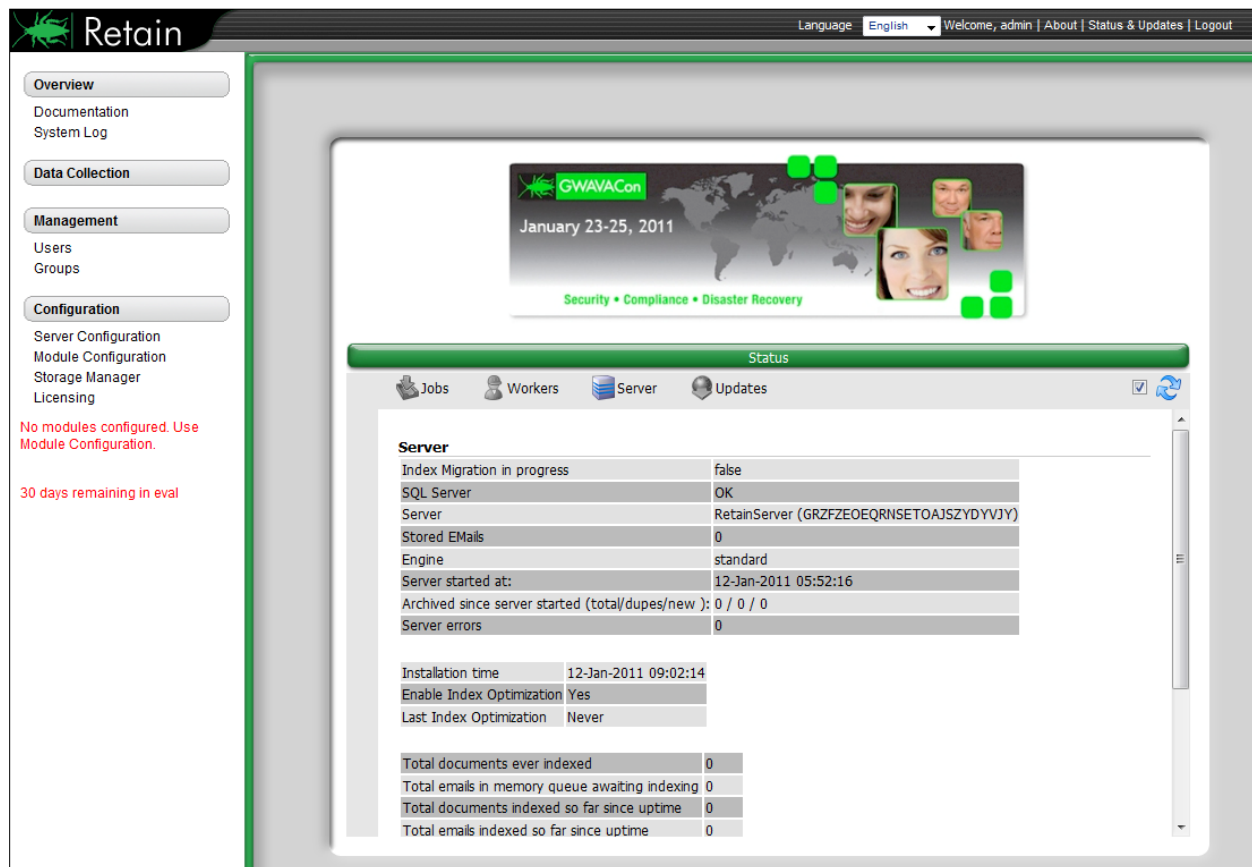 Retain
Language English Welcome, admin | About | Status & Updates | Logout
Overview
Documentation
System Log
Data Collection
Management
Users
Groups
Configuration
Server Configuration
Module Configuration
Storage Manager
Licensing
No modules configured. Use
Module Configuration.
30 days remaining in eval
GWAVACon
January 23-25, 2011
Security • Compliance • Disaster Recovery
Status
Jobs Workers Server Updates
Server
Index Migration in progress false
SQL Server OK
Server RetainServer (GRZFZEOEQRNSETOAJSZYDYVJY)
Stored EMails 0
Engine standard
Server started at: 12-Jan-2011 05:52:16
Archived since server started (total/dupes/new ): 0 / 0 / 0
Server errors 0
Installation time 12-Jan-2011 09:02:14
Enable Index Optimization Yes
Last Index Optimization Never
Total documents ever indexed 0
Total emails in memory queue awaiting indexing 0
Total documents indexed so far since uptime 0
Total emails indexed so far since uptime 0